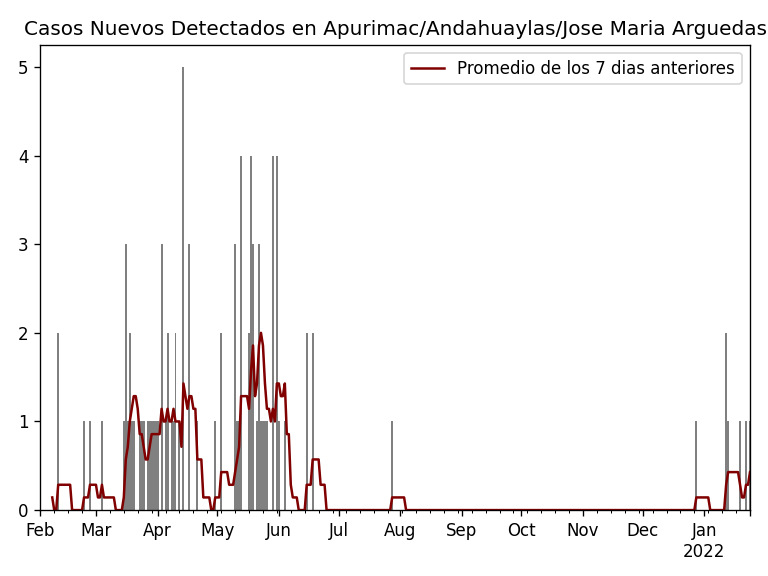 Casos Nuevos Detectados en Apurimac/Andahuaylas/Jose Maria Arguedas
Promedio de los 7 dias anteriores
5
4
3
2
1
0
Feb Mar Apr May Jun Jul Aug Sep Oct Nov Dec Jan
2022